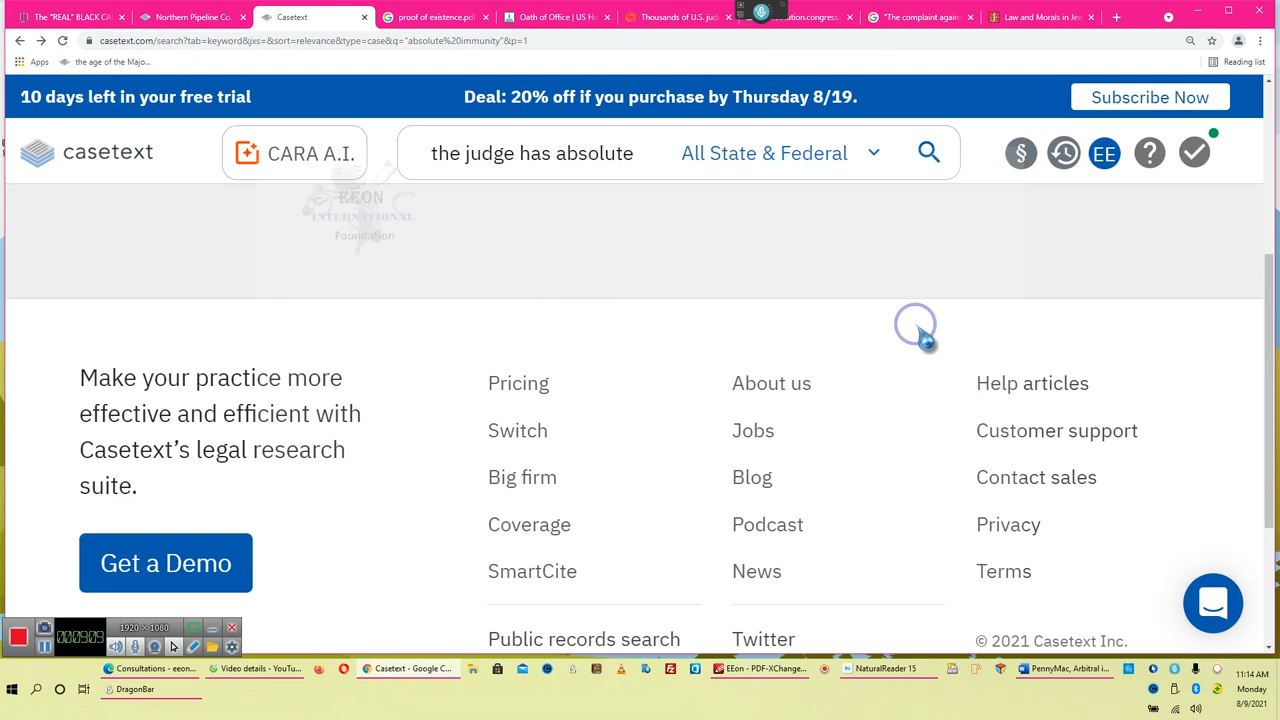 The "REAL" BLACK CA
Northern Pipeline Co.
Casetext
proof of existence.pdf
Oath of Office | US Ho
Thousands of U.S. jud
lution.congress
"The complaint again
Law and Morals in Jew
casetext.com/search?tab=keyword&jxs=&sort=relevance&type=case&q="absolute%20immunity"&p=1
Apps
the age of the Majo...
Reading list
10 days left in your free trial
Deal: 20% off if you purchase by Thursday 8/19.
Subscribe Now
casetext
CARA A.I.
the judge has absolute
All State & Federal
§
EE
?
EEON
INTERNATIONAL
Foundation
Make your practice more
effective and efficient with
Casetext's legal research
suite.
Get a Demo
Pricing
Switch
Big firm
Coverage
SmartCite
Public records search
About us
Jobs
Blog
Podcast
News
Twitter
Help articles
Customer support
Contact sales
Privacy
Terms
© 2021 Casetext Inc.
1920 × 1080
Consultations - eeon...
Video details - YouTu...
Casetext - Google C...
EEon - PDF-XChange...
NaturalReader 15
PennyMac, Arbitral i...
DragonBar
11:14 AM
Monday
8/9/2021